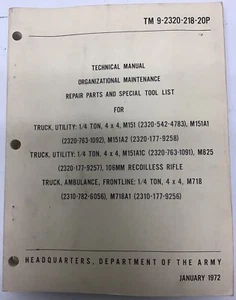 TM 9-2320-218-20P
TECHNICAL MANUAL
ORGANIZATIONAL MAINTENANCE
REPAIR PARTS AND SPECIAL TOOL LIST
FOR
TRUCK, UTILITY: 1/4 TON, 4 x 4, M151 (2320-542-4783), M151A1
(2320-763-1092), M151A2 (2320-177-9258)
TRUCK, UTILITY: 1/4 TON, 4 x 4, M151A1C (2320-763-1091), M825
(2320-177-9257), 106MM RECOILLESS RIFLE
TRUCK, AMBULANCE, FRONTLINE: 1/4 TON, 4 x 4, M718
(2310-782-6056), M718A1 (2310-177-9256)
HEADQUARTERS, DEPARTMENT OF THE ARMY
JANUARY 1972